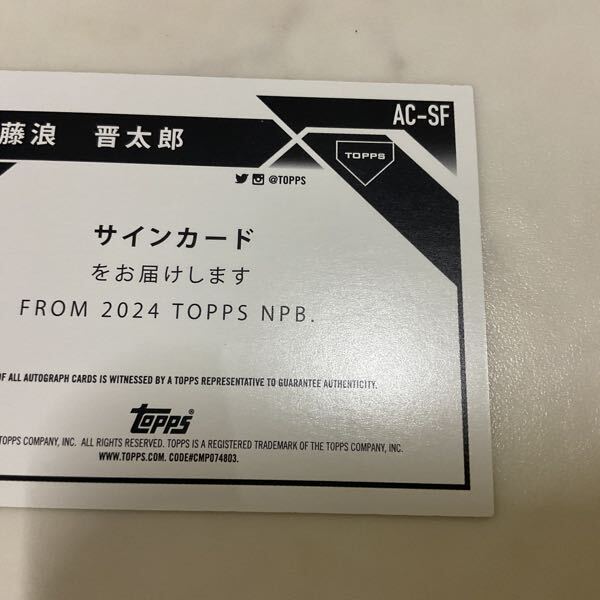 AC-SF
藤浪 晋太郎
TOPPS
@TOPPS
サインカード
をお届けします
FROM 2024 TOPPS NPB.
OF ALL AUTOGRAPH CARDS IS WITNESSED BY A TOPPS REPRESENTATIVE TO GUARANTEE AUTHENTICITY.
topps®
TOPPS COMPANY, INC. ALL RIGHTS RESERVED. TOPPS IS A REGISTERED TRADEMARK OF THE TOPPS COMPANY, INC.
WWW.TOPPS.COM. CODE#CMP074803.